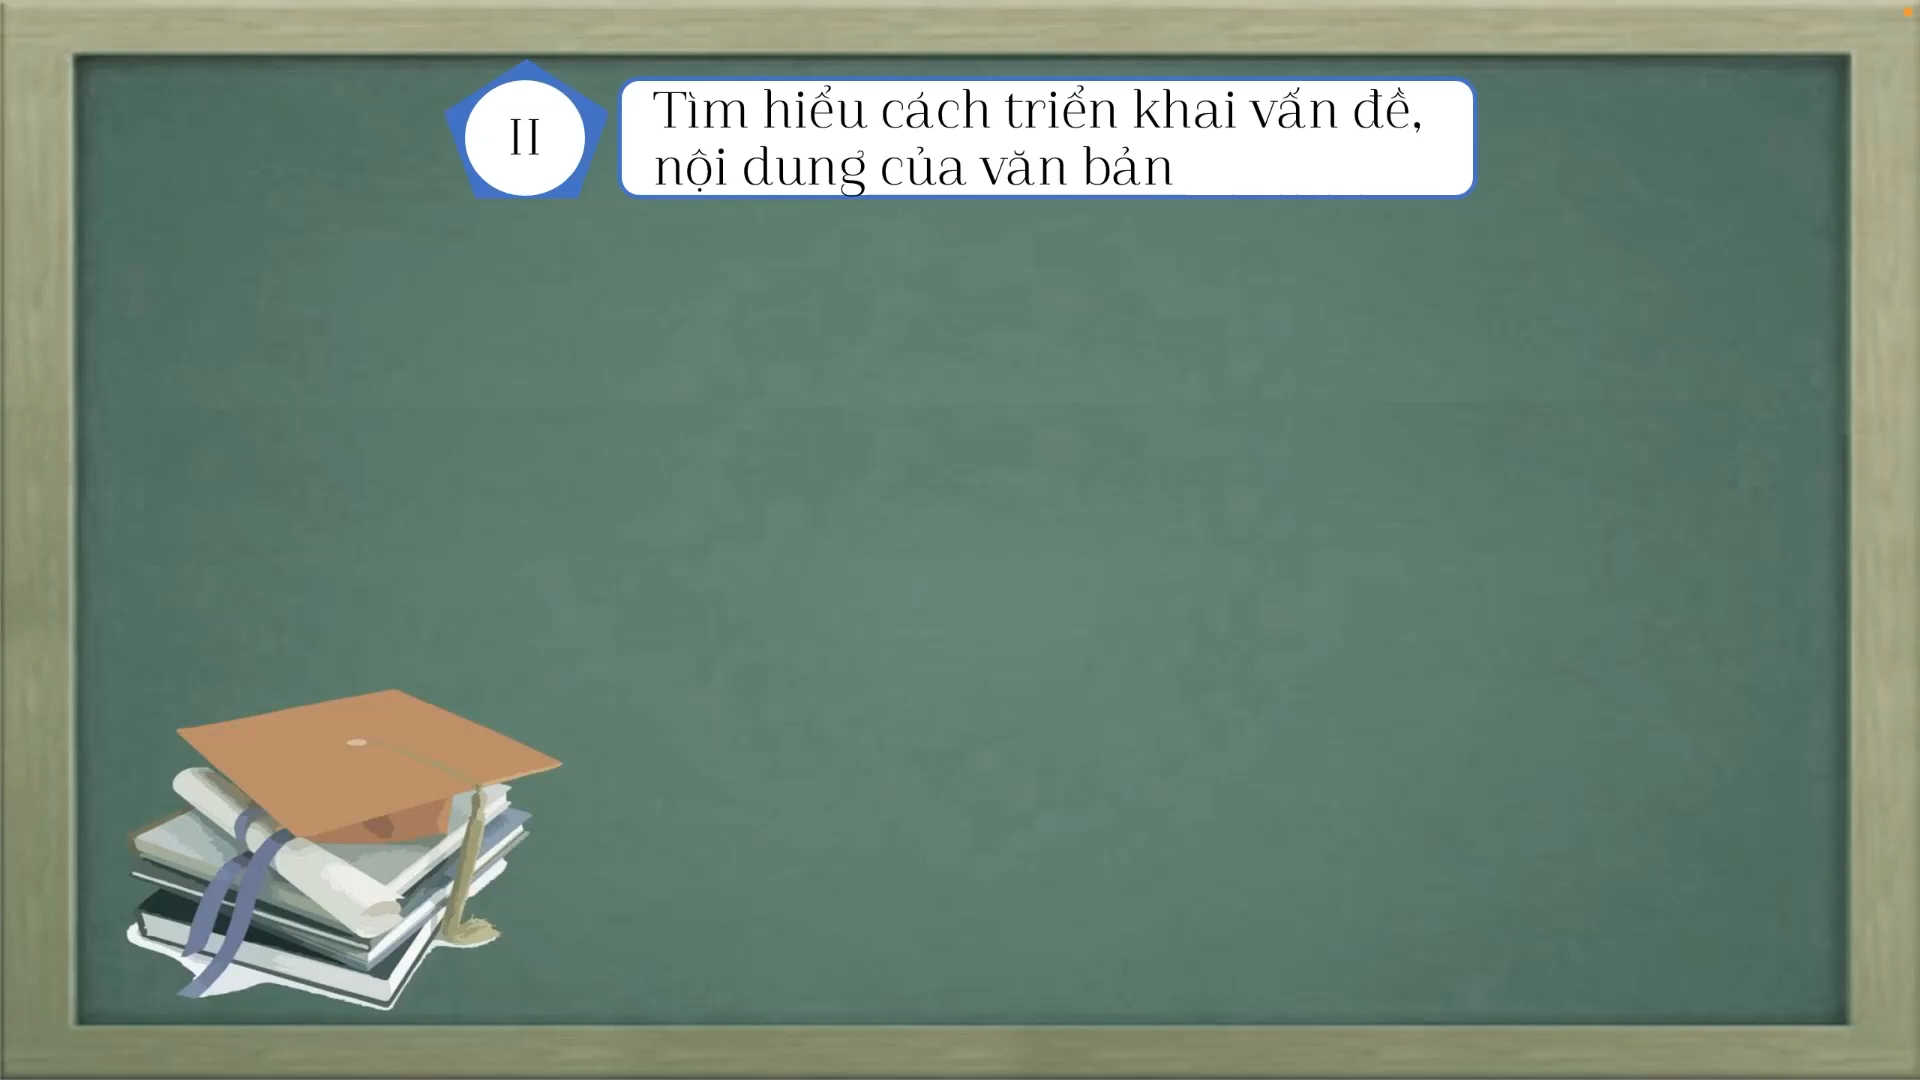 II
Tìm hiểu cách triển khai vấn đề,
nội dung của văn bản